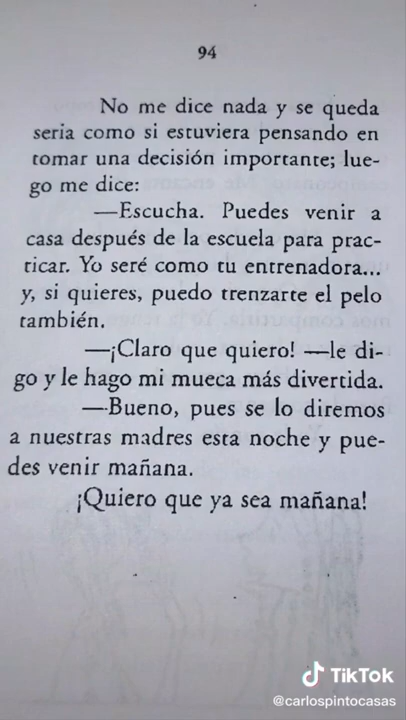 94
No me dice nada y se queda
seria como si estuviera pensando en
tomar una decisión importante; lue-
go me dice:
—Escucha. Puedes venir a
casa después de la escuela para prac-
ticar. Yo seré como tu entrenadora...
y, si quieres, puedo trenzarte el pelo
también.
—¡Claro que quiero! —le di-
go y le hago mi mueca más divertida.
—Bueno, pues se lo diremos
a nuestras madres esta noche y pue-
des venir mañana.
¡Quiero que ya sea mañana!
TikTok
@carlospintocasas